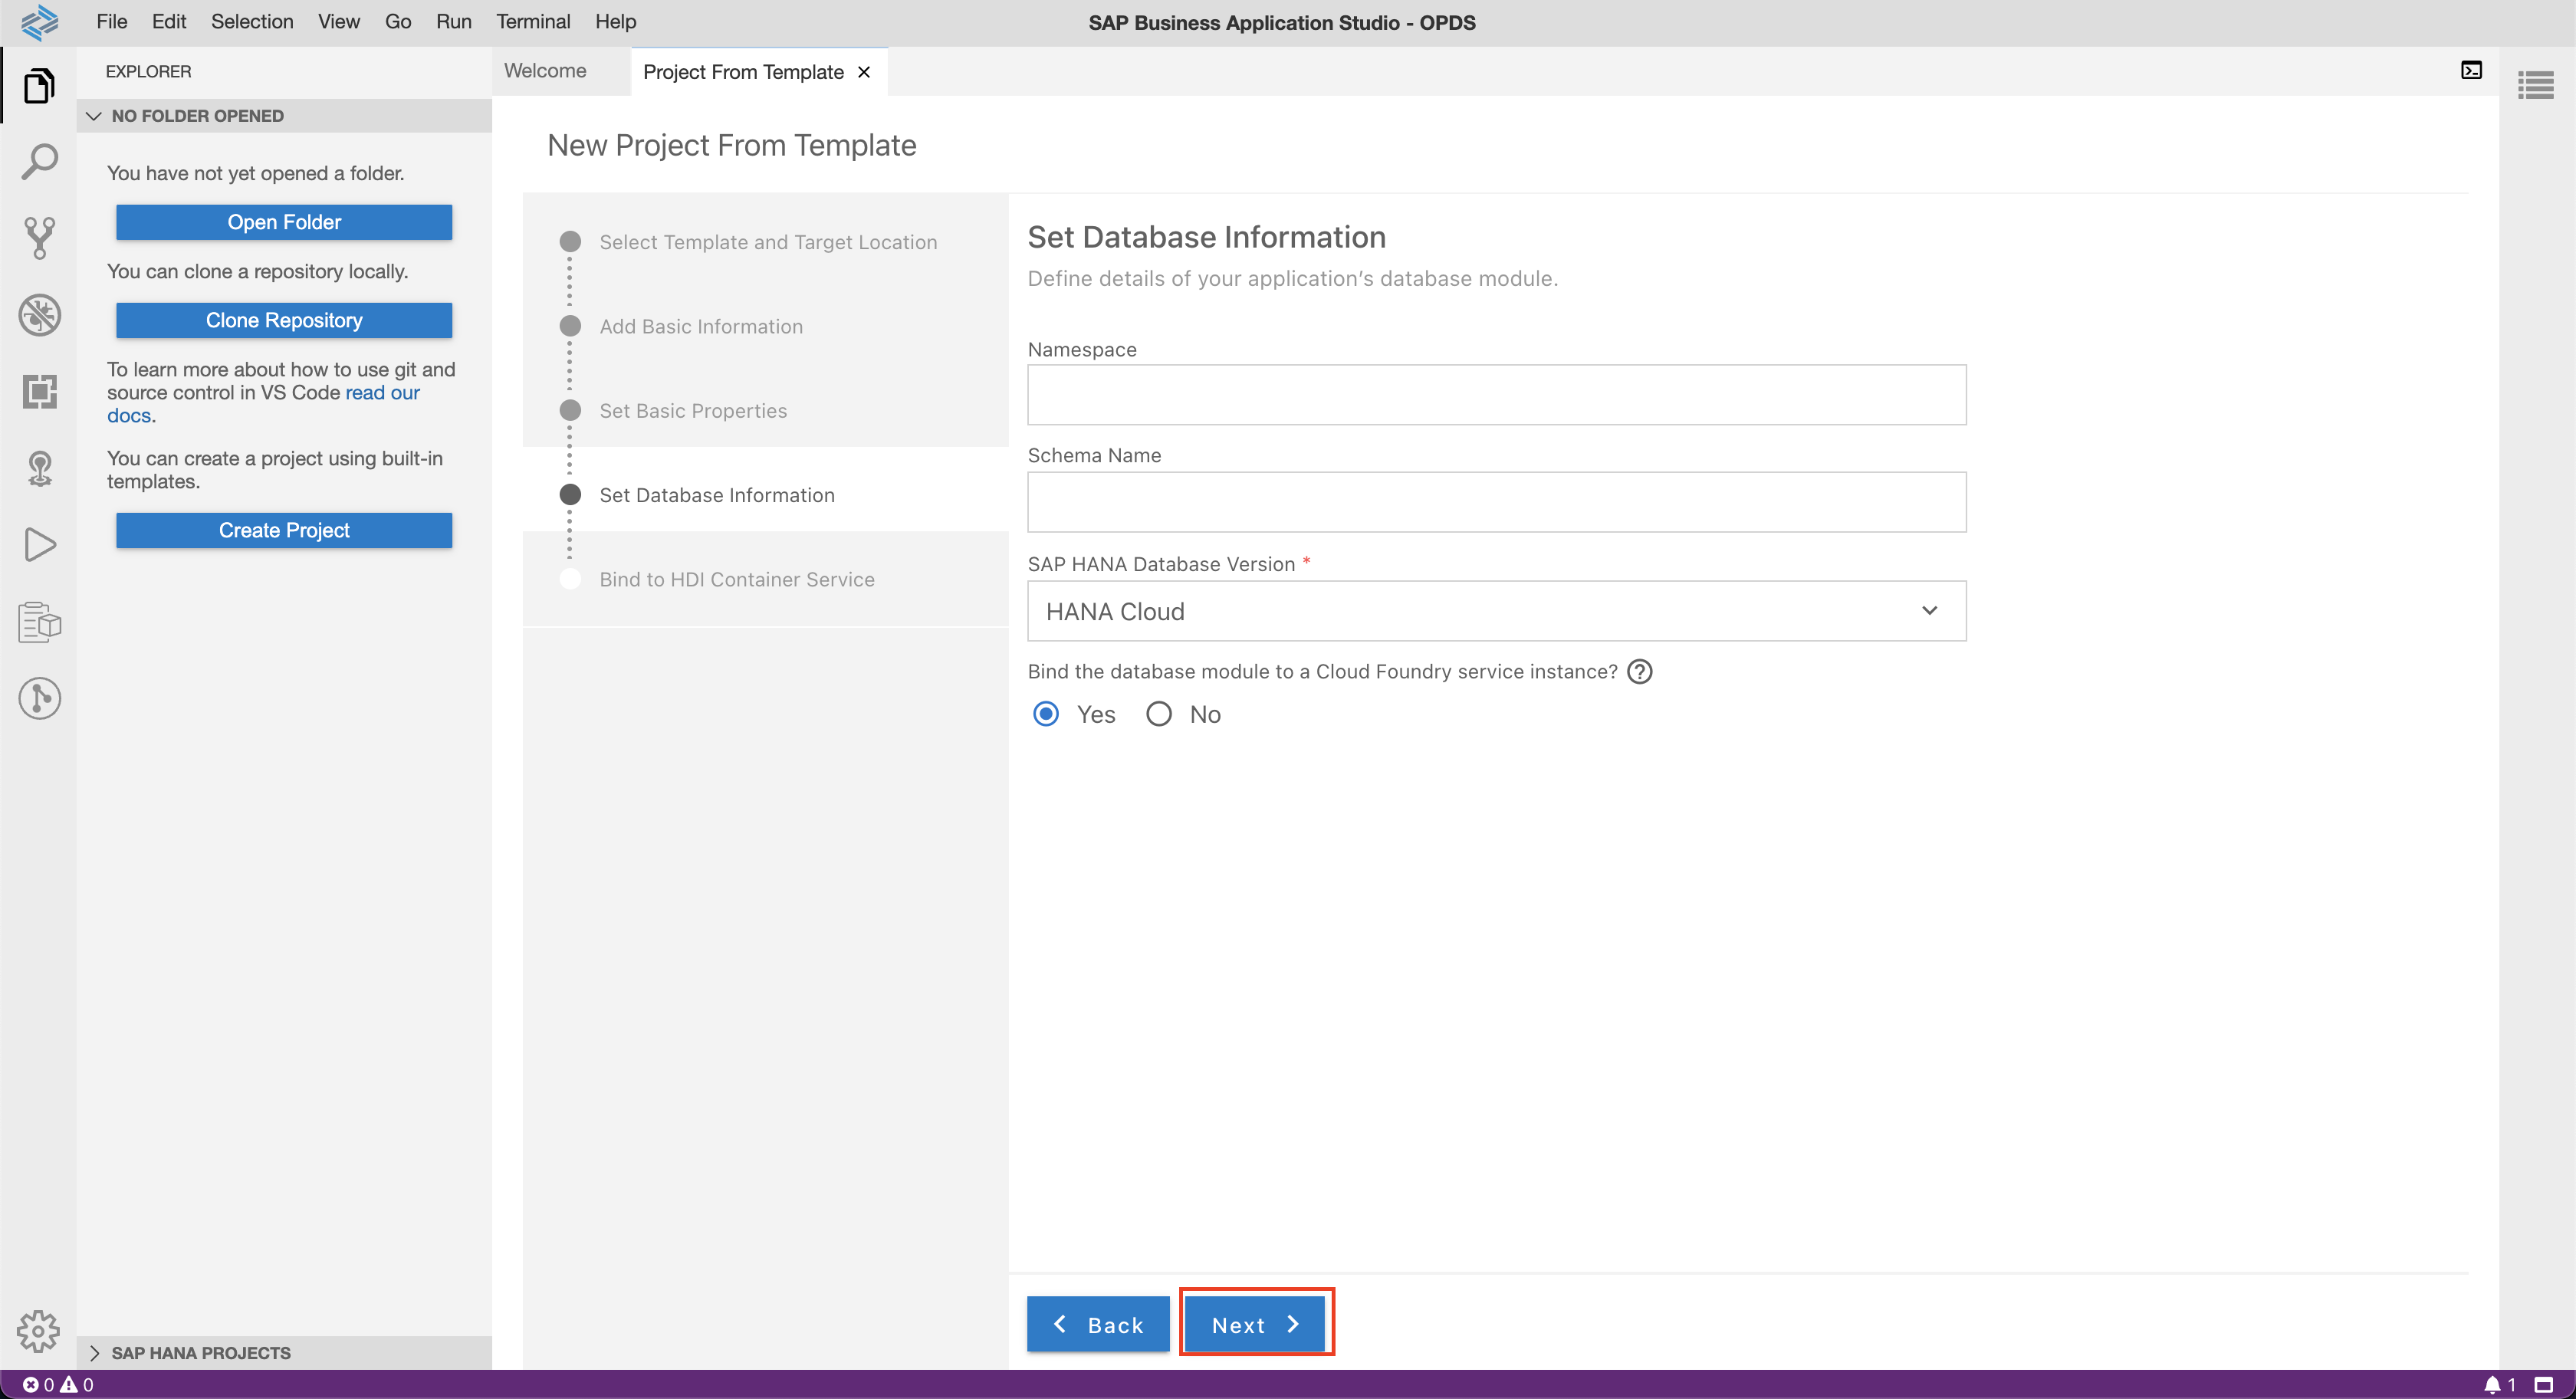 File Edit Selection View Go Run Terminal Help
SAP Business Application Studio - OPDS
EXPLORER
NO FOLDER OPENED
You have not yet opened a folder.
Open Folder
You can clone a repository locally.
Clone Repository
To learn more about how to use git and
source control in VS Code read our
docs.
You can create a project using built-in
templates.
Create Project
SAP HANA PROJECTS
Welcome
Project From Template
New Project From Template
Select Template and Target Location
Add Basic Information
Set Basic Properties
Set Database Information
Bind to HDI Container Service
Set Database Information
Define details of your application's database module.
Namespace
Schema Name
SAP HANA Database Version *
HANA Cloud
Bind the database module to a Cloud Foundry service instance? ?
Yes No
Back Next
0 0
1